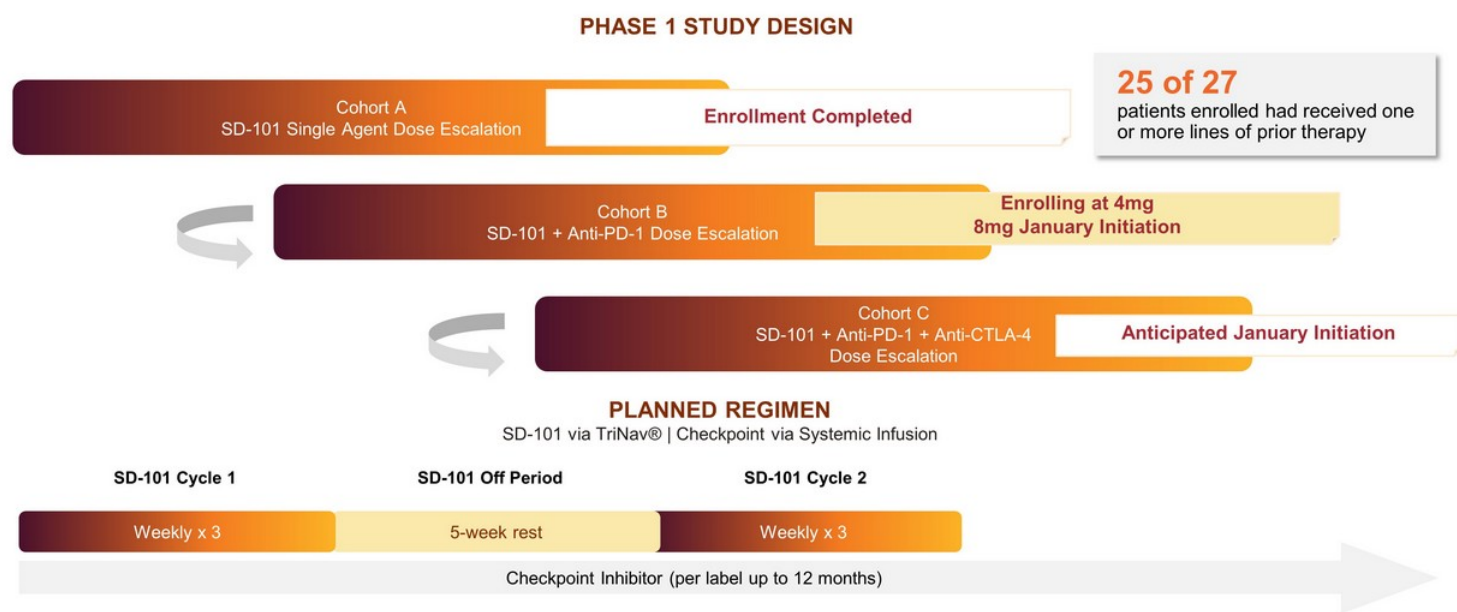 PHASE 1 STUDY DESIGN
Cohort A
SD-101 Single Agent Dose Escalation
Enrollment Completed
25 of 27
patients enrolled had received one
or more lines of prior therapy
Cohort B
SD-101 + Anti-PD-1 Dose Escalation
Enrolling at 4mg
8mg January Initiation
Cohort C
SD-101 + Anti-PD-1 + Anti-CTLA-4
Dose Escalation
Anticipated January Initiation
PLANNED REGIMEN
SD-101 via TriNav® | Checkpoint via Systemic Infusion
SD-101 Cycle 1
SD-101 Off Period
SD-101 Cycle 2
Weekly x 3
5-week rest
Weekly x 3
Checkpoint Inhibitor (per label up to 12 months)